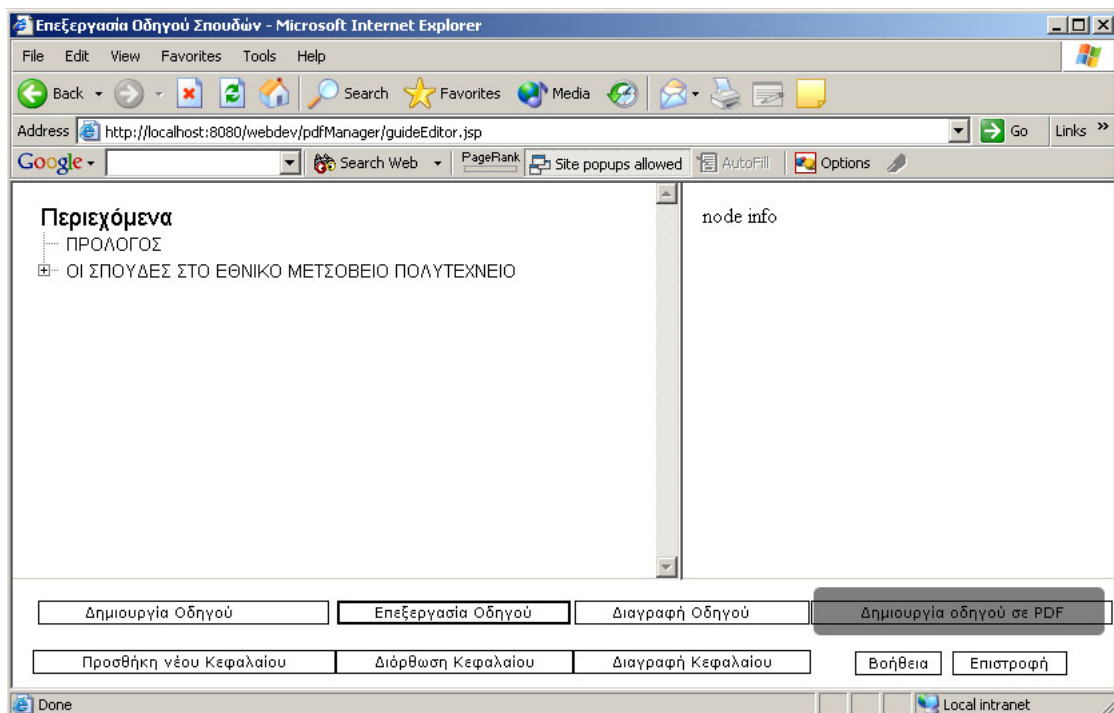 Επεξεργασία Οδηγού Σπουδών - Microsoft Internet Explorer
File Edit View Favorites Tools Help
Back Search Favorites Media
Address http://localhost:8080/webdev/pdfManager/guideEditor.jsp Go Links »
Google Search Web PageRank Site popups allowed AutoFill Options
Περιεχόμενα
ΠΡΟΛΟΓΟΣ
ΟΙ ΣΠΟΥΔΕΣ ΣΤΟ ΕΘΝΙΚΟ ΜΕΤΣΟΒΕΙΟ ΠΟΛΥΤΕΧΝΕΙΟ
node info
Δημιουργία Οδηγού Επεξεργασία Οδηγού Διαγραφή Οδηγού Δημιουργία οδηγού σε PDF
Προσθήκη νέου Κεφαλαίου Διόρθωση Κεφαλαίου Διαγραφή Κεφαλαίου Βοήθεια Επιστροφή
Done Local intranet